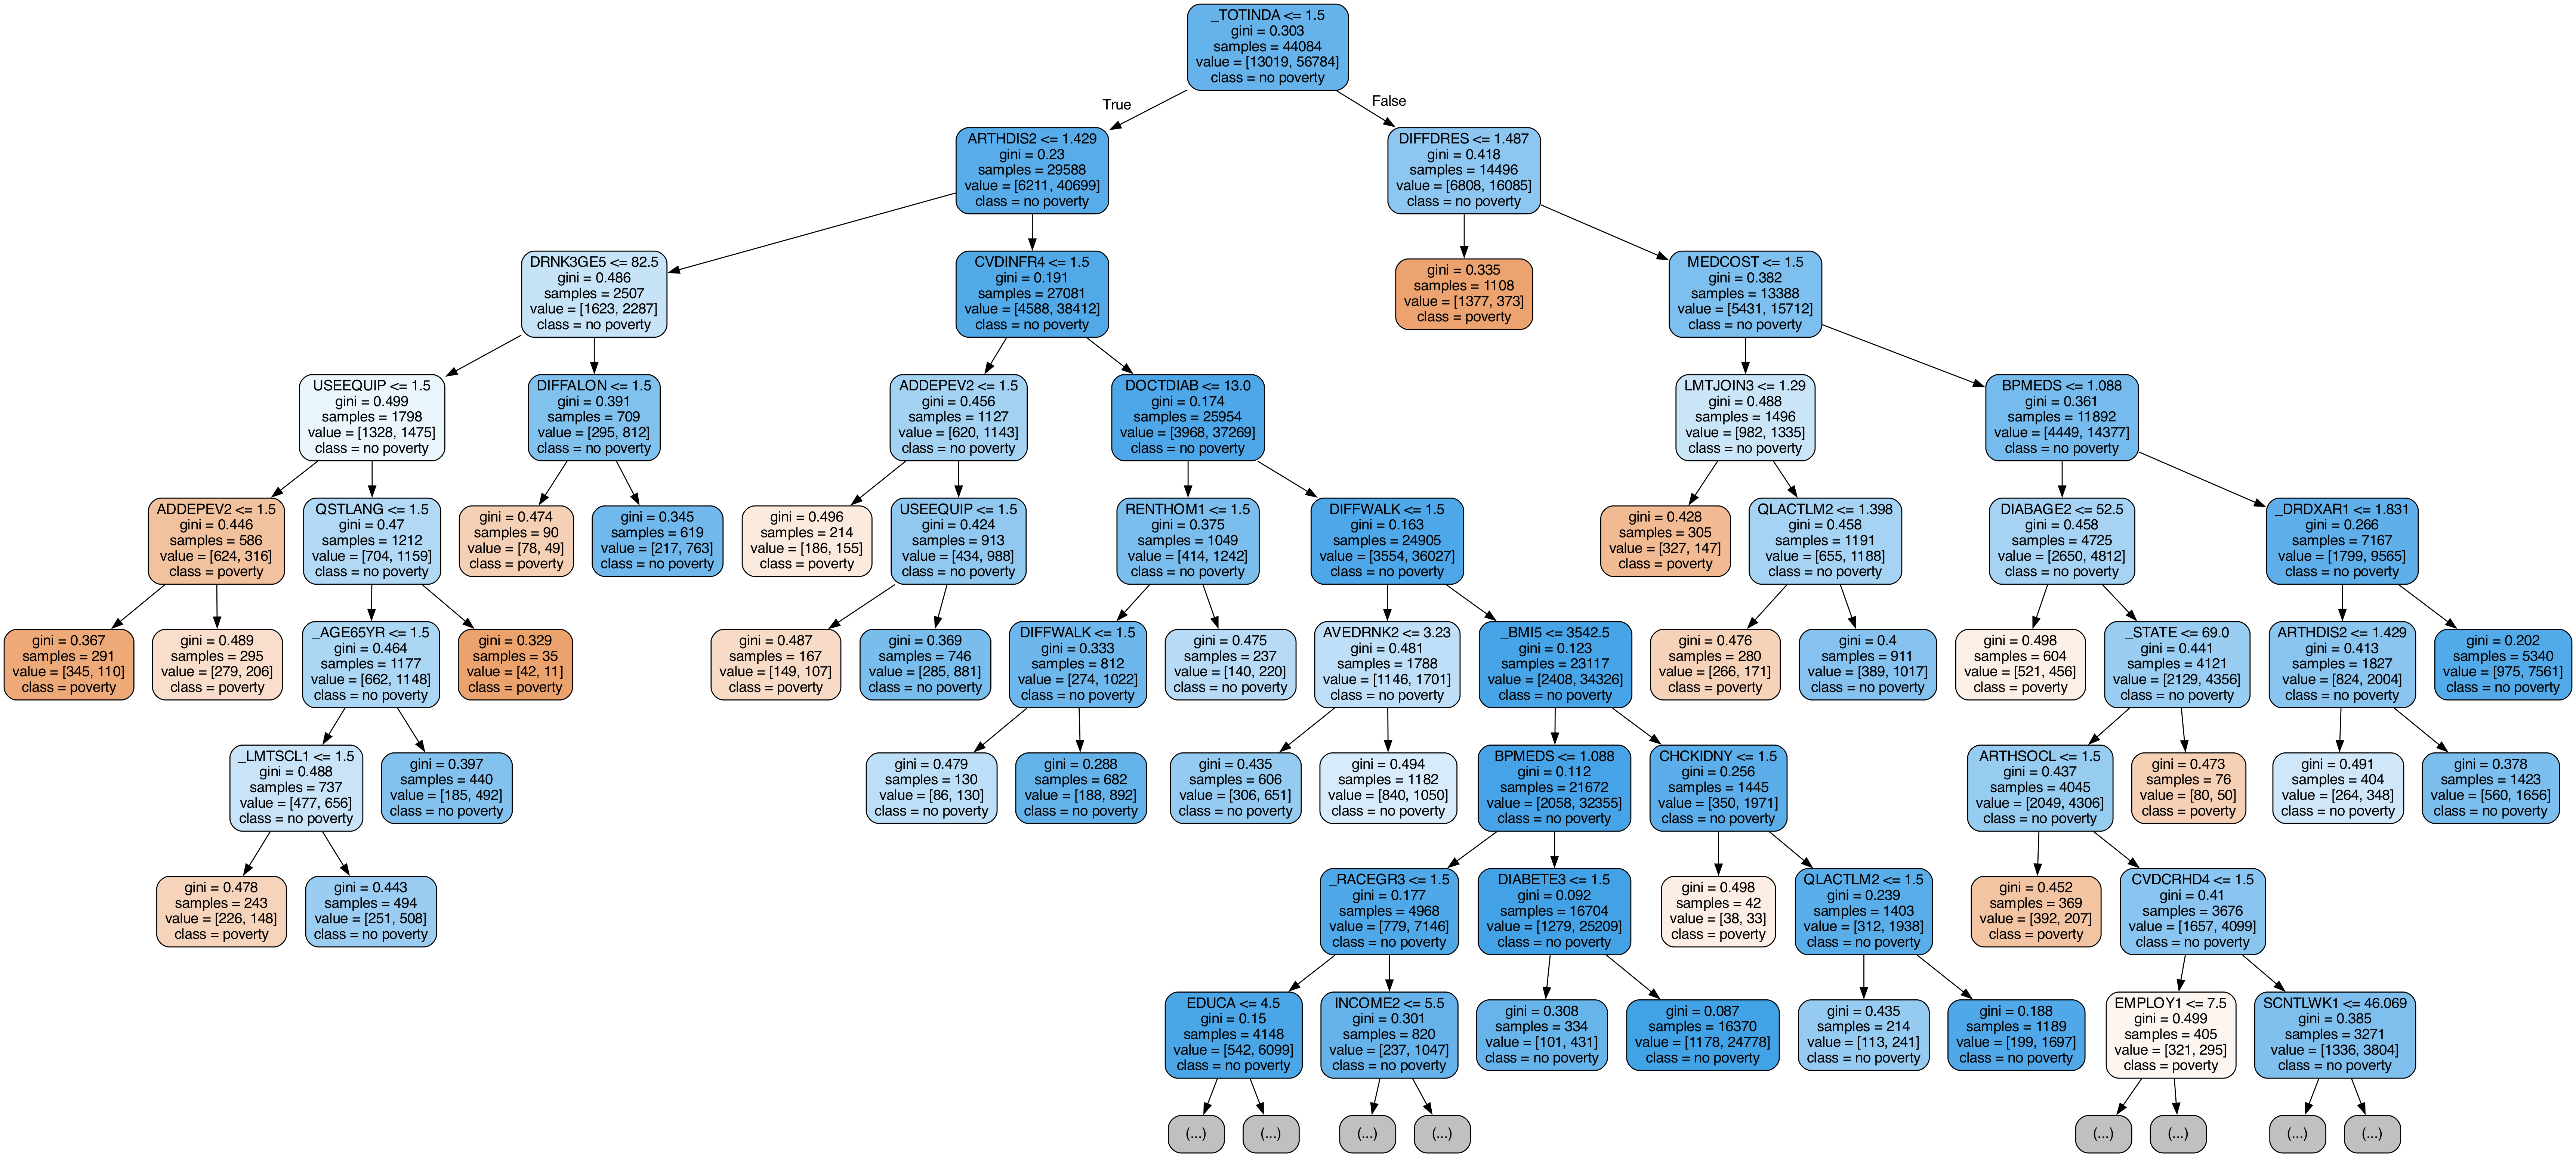 _TOTINDA <= 1.5
gini = 0.303
samples = 44084
value = [13019, 56784]
class = no poverty
True
False
ARTHDIS2 <= 1.429
gini = 0.23
samples = 29588
value = [6211, 40699]
class = no poverty
DIFFDRES <= 1.487
gini = 0.418
samples = 14496
value = [6808, 16085]
class = no poverty
DRNK3GE5 <= 82.5
gini = 0.486
samples = 2507
value = [1623, 2287]
class = no poverty
CVDINFR4 <= 1.5
gini = 0.191
samples = 27081
value = [4588, 38412]
class = no poverty
gini = 0.335
samples = 1108
value = [1377, 373]
class = poverty
MEDCOST <= 1.5
gini = 0.382
samples = 13388
value = [5431, 15712]
class = no poverty
USEEQUIP <= 1.5
gini = 0.499
samples = 1798
value = [1328, 1475]
class = no poverty
DIFFALON <= 1.5
gini = 0.391
samples = 709
value = [295, 812]
class = no poverty
ADDEPEV2 <= 1.5
gini = 0.456
samples = 1127
value = [620, 1143]
class = no poverty
DOCTDIAB <= 13.0
gini = 0.174
samples = 25954
value = [3968, 37269]
class = no poverty
LMTJOIN3 <= 1.29
gini = 0.488
samples = 1496
value = [982, 1335]
class = no poverty
BPMEDS <= 1.088
gini = 0.361
samples = 11892
value = [4449, 14377]
class = no poverty
ADDEPEV2 <= 1.5
gini = 0.446
samples = 586
value = [624, 316]
class = poverty
QSTLANG <= 1.5
gini = 0.47
samples = 1212
value = [704, 1159]
class = no poverty
gini = 0.474
samples = 90
value = [78, 49]
class = poverty
gini = 0.345
samples = 619
value = [217, 763]
class = no poverty
gini = 0.496
samples = 214
value = [186, 155]
class = poverty
USEEQUIP <= 1.5
gini = 0.424
samples = 913
value = [434, 988]
class = no poverty
RENTHOM1 <= 1.5
gini = 0.375
samples = 1049
value = [414, 1242]
class = no poverty
DIFFWALK <= 1.5
gini = 0.163
samples = 24905
value = [3554, 36027]
class = no poverty
gini = 0.428
samples = 305
value = [327, 147]
class = poverty
QLACTLM2 <= 1.398
gini = 0.458
samples = 1191
value = [655, 1188]
class = no poverty
DIABAGE2 <= 52.5
gini = 0.458
samples = 4725
value = [2650, 4812]
class = no poverty
_DRDXAR1 <= 1.831
gini = 0.266
samples = 7167
value = [1799, 9565]
class = no poverty
gini = 0.367
samples = 291
value = [345, 110]
class = poverty
gini = 0.489
samples = 295
value = [279, 206]
class = poverty
_AGE65YR <= 1.5
gini = 0.464
samples = 1177
value = [662, 1148]
class = no poverty
gini = 0.329
samples = 35
value = [42, 11]
class = poverty
gini = 0.487
samples = 167
value = [149, 107]
class = poverty
gini = 0.369
samples = 746
value = [285, 881]
class = no poverty
DIFFWALK <= 1.5
gini = 0.333
samples = 812
value = [274, 1022]
class = no poverty
gini = 0.475
samples = 237
value = [140, 220]
class = no poverty
AVEDRNK2 <= 3.23
gini = 0.481
samples = 1788
value = [1146, 1701]
class = no poverty
_BMI5 <= 3542.5
gini = 0.123
samples = 23117
value = [2408, 34326]
class = no poverty
gini = 0.476
samples = 280
value = [266, 171]
class = poverty
gini = 0.4
samples = 911
value = [389, 1017]
class = no poverty
gini = 0.498
samples = 604
value = [521, 456]
class = poverty
_STATE <= 69.0
gini = 0.441
samples = 4121
value = [2129, 4356]
class = no poverty
ARTHDIS2 <= 1.429
gini = 0.413
samples = 1827
value = [824, 2004]
class = no poverty
gini = 0.202
samples = 5340
value = [975, 7561]
class = no poverty
_LMTSCL1 <= 1.5
gini = 0.488
samples = 737
value = [477, 656]
class = no poverty
gini = 0.397
samples = 440
value = [185, 492]
class = no poverty
gini = 0.479
samples = 130
value = [86, 130]
class = no poverty
gini = 0.288
samples = 682
value = [188, 892]
class = no poverty
gini = 0.435
samples = 606
value = [306, 651]
class = no poverty
gini = 0.494
samples = 1182
value = [840, 1050]
class = no poverty
BPMEDS <= 1.088
gini = 0.112
samples = 21672
value = [2058, 32355]
class = no poverty
CHCKIDNY <= 1.5
gini = 0.256
samples = 1445
value = [350, 1971]
class = no poverty
ARTHSOCL <= 1.5
gini = 0.437
samples = 4045
value = [2049, 4306]
class = no poverty
gini = 0.473
samples = 76
value = [80, 50]
class = poverty
gini = 0.491
samples = 404
value = [264, 348]
class = no poverty
gini = 0.378
samples = 1423
value = [560, 1656]
class = no poverty
gini = 0.478
samples = 243
value = [226, 148]
class = poverty
gini = 0.443
samples = 494
value = [251, 508]
class = no poverty
_RACEGR3 <= 1.5
gini = 0.177
samples = 4968
value = [779, 7146]
class = no poverty
DIABETE3 <= 1.5
gini = 0.092
samples = 16704
value = [1279, 25209]
class = no poverty
gini = 0.498
samples = 42
value = [38, 33]
class = poverty
QLACTLM2 <= 1.5
gini = 0.239
samples = 1403
value = [312, 1938]
class = no poverty
gini = 0.452
samples = 369
value = [392, 207]
class = poverty
CVDCRHD4 <= 1.5
gini = 0.41
samples = 3676
value = [1657, 4099]
class = no poverty
EDUCA <= 4.5
gini = 0.15
samples = 4148
value = [542, 6099]
class = no poverty
INCOME2 <= 5.5
gini = 0.301
samples = 820
value = [237, 1047]
class = no poverty
gini = 0.308
samples = 334
value = [101, 431]
class = no poverty
gini = 0.087
samples = 16370
value = [1178, 24778]
class = no poverty
gini = 0.435
samples = 214
value = [113, 241]
class = no poverty
gini = 0.188
samples = 1189
value = [199, 1697]
class = no poverty
EMPLOY1 <= 7.5
gini = 0.499
samples = 405
value = [321, 295]
class = poverty
SCNTLWK1 <= 46.069
gini = 0.385
samples = 3271
value = [1336, 3804]
class = no poverty
(...)
(...)
(...)
(...)
(...)
(...)
(...)
(...)